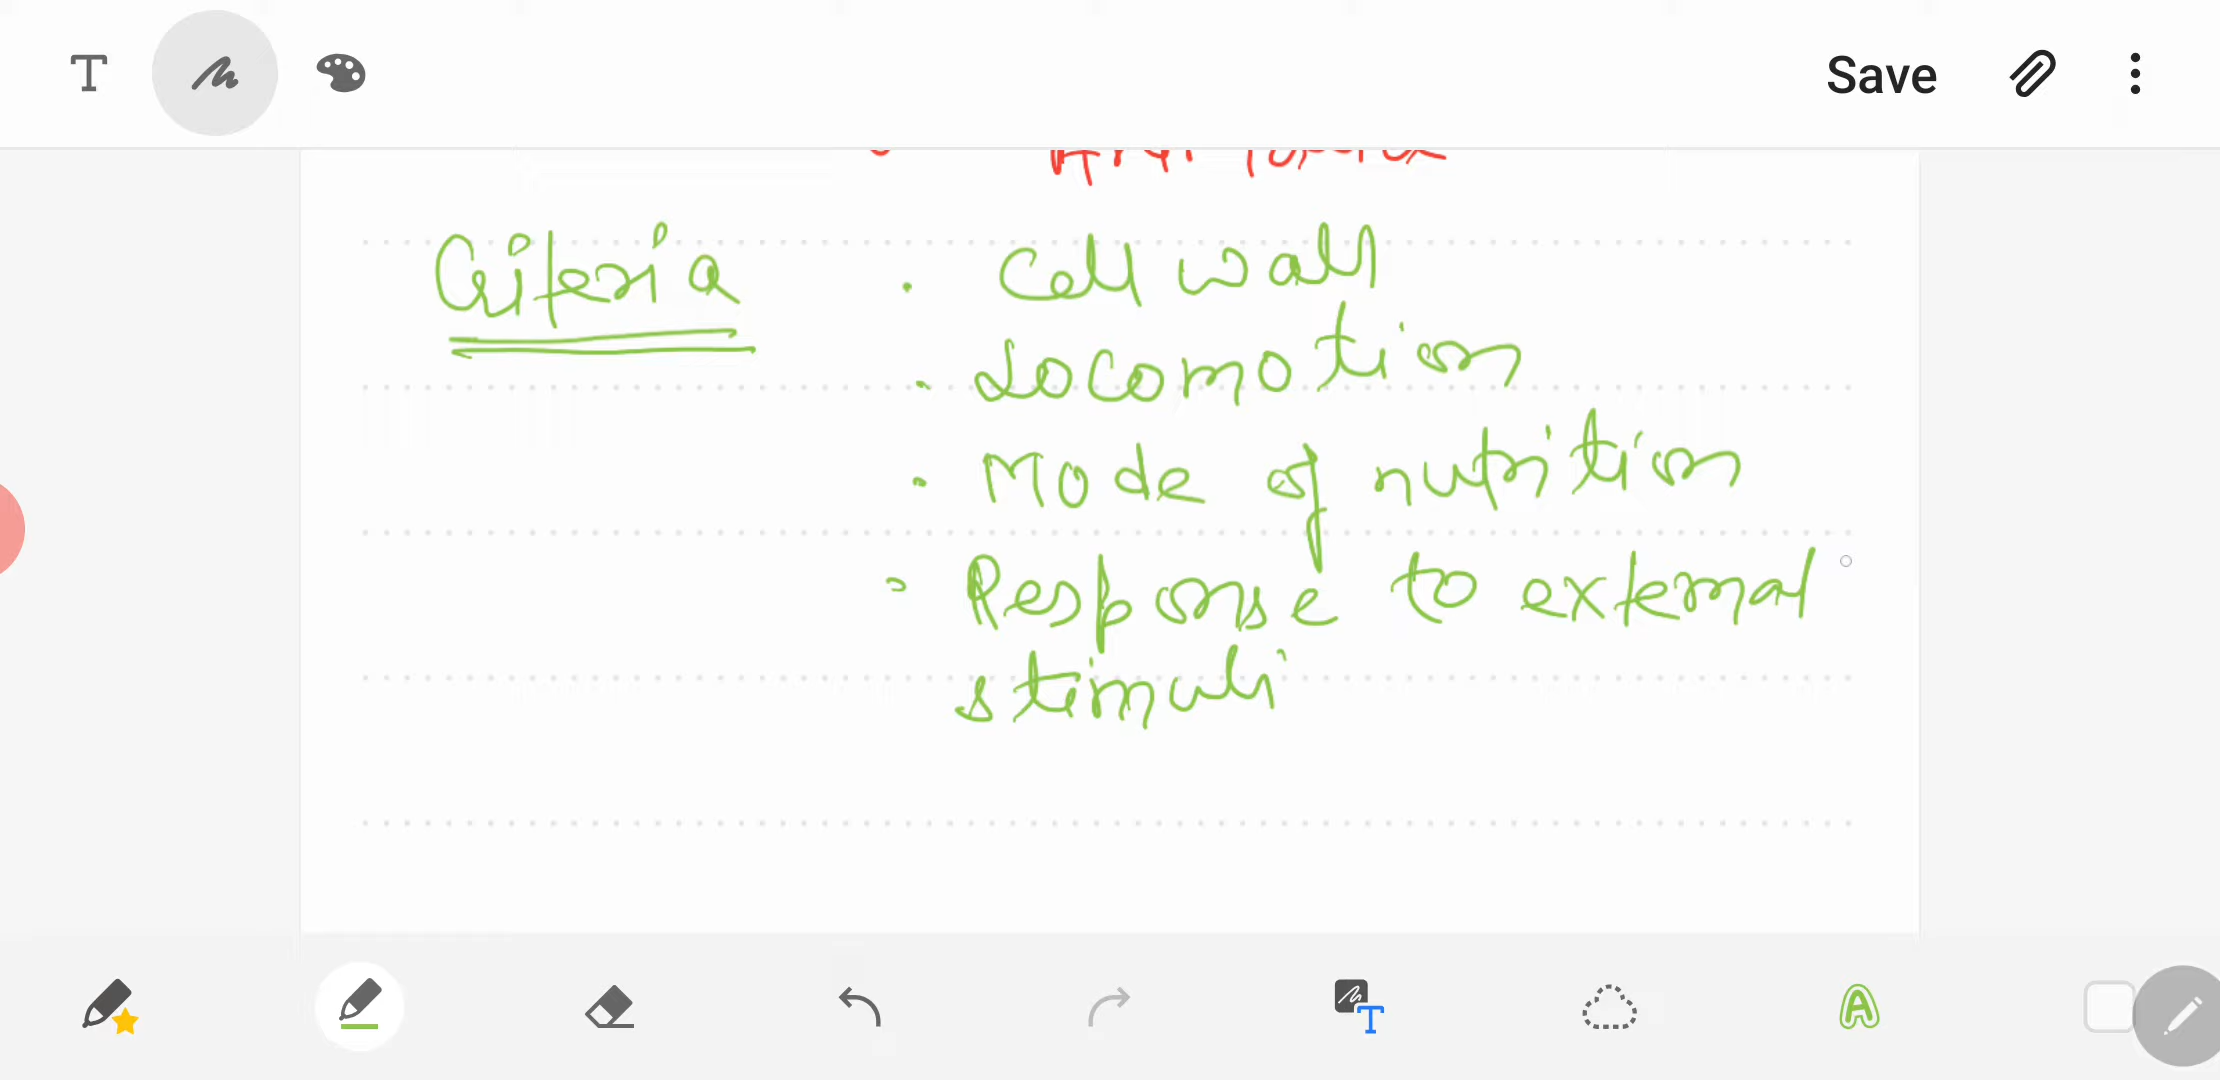 Save
Criteria . Cell wall
. Locomotion
. Mode of nutrition
. Response to external
stimuli